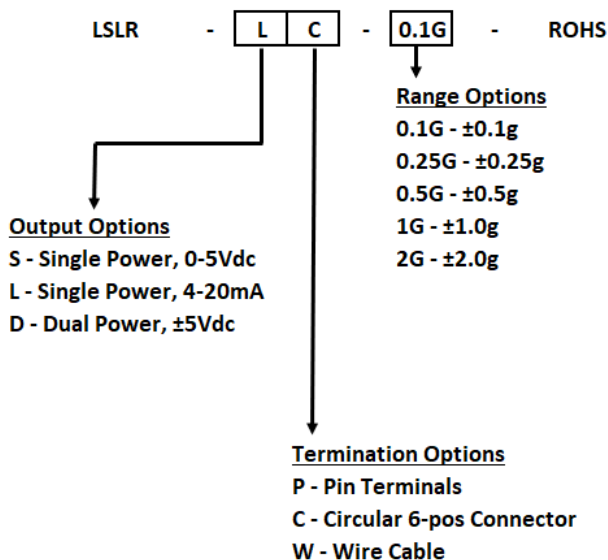 LSLR - L C - 0.1G - ROHS
Range Options
0.1G - ±0.1g
0.25G - ±0.25g
0.5G - ±0.5g
1G - ±1.0g
2G - ±2.0g
Output Options
S - Single Power, 0-5Vdc
L - Single Power, 4-20mA
D - Dual Power, ±5Vdc
Termination Options
P - Pin Terminals
C - Circular 6-pos Connector
W - Wire Cable